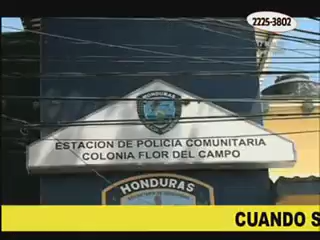 2225-3802
HONDURAS
ESTACION DE POLICIA COMUNITARIA
COLONIA FLOR DEL CAMPO
HONDURAS
CUANDO S